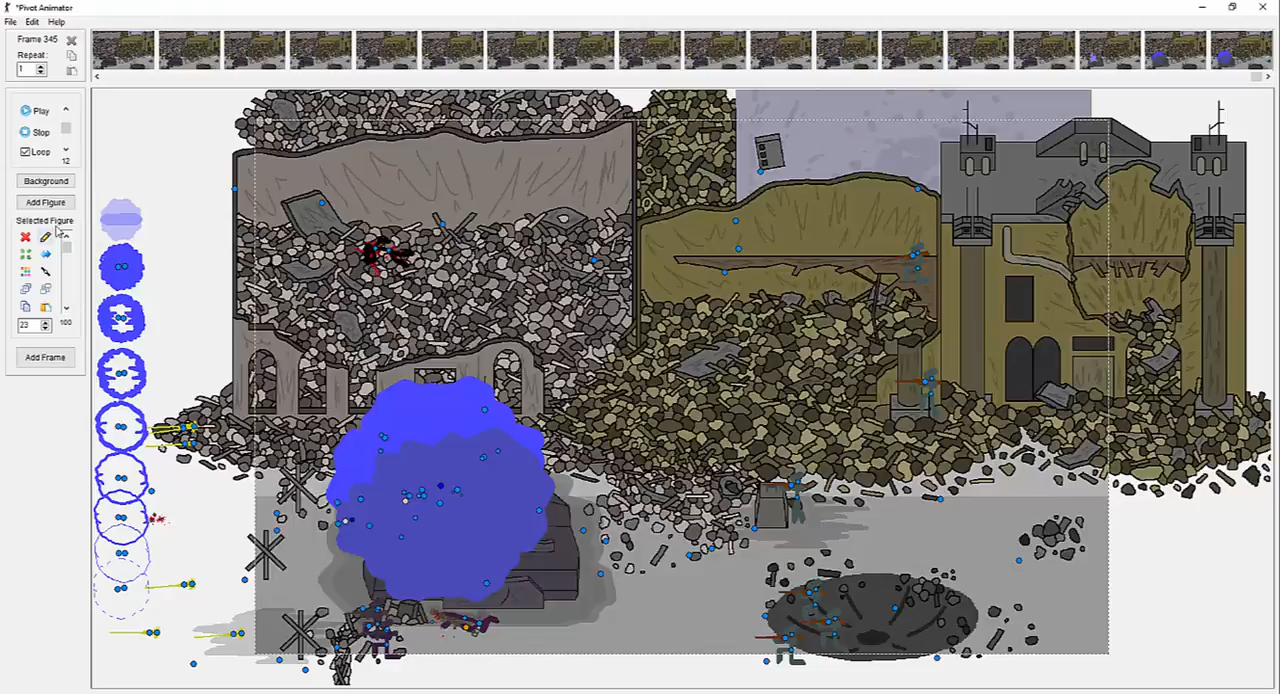 *Pivot Animator
File Edit Help
Frame 345
Repeat:
1
Play
Stop
Loop
12
Background
Add Figure
Selected Figure
23
100
Add Frame